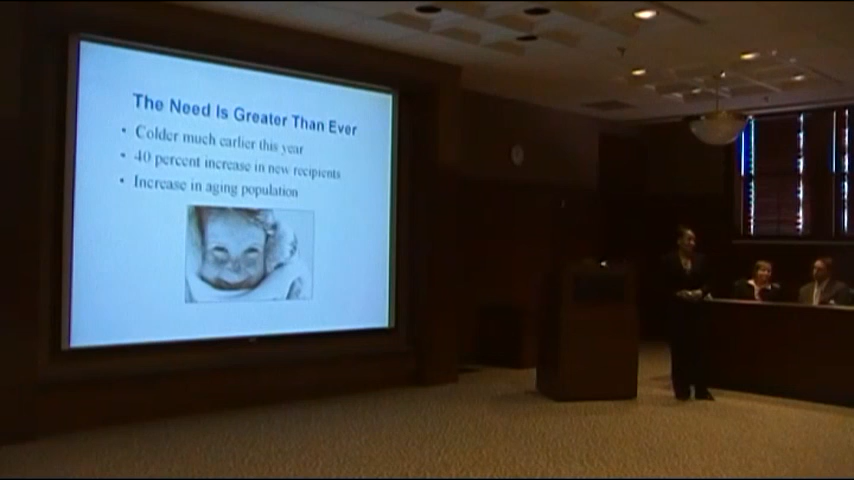 The Need Is Greater Than Ever
• Colder much earlier this year
• 40 percent increase in new recipients
• Increase in aging population